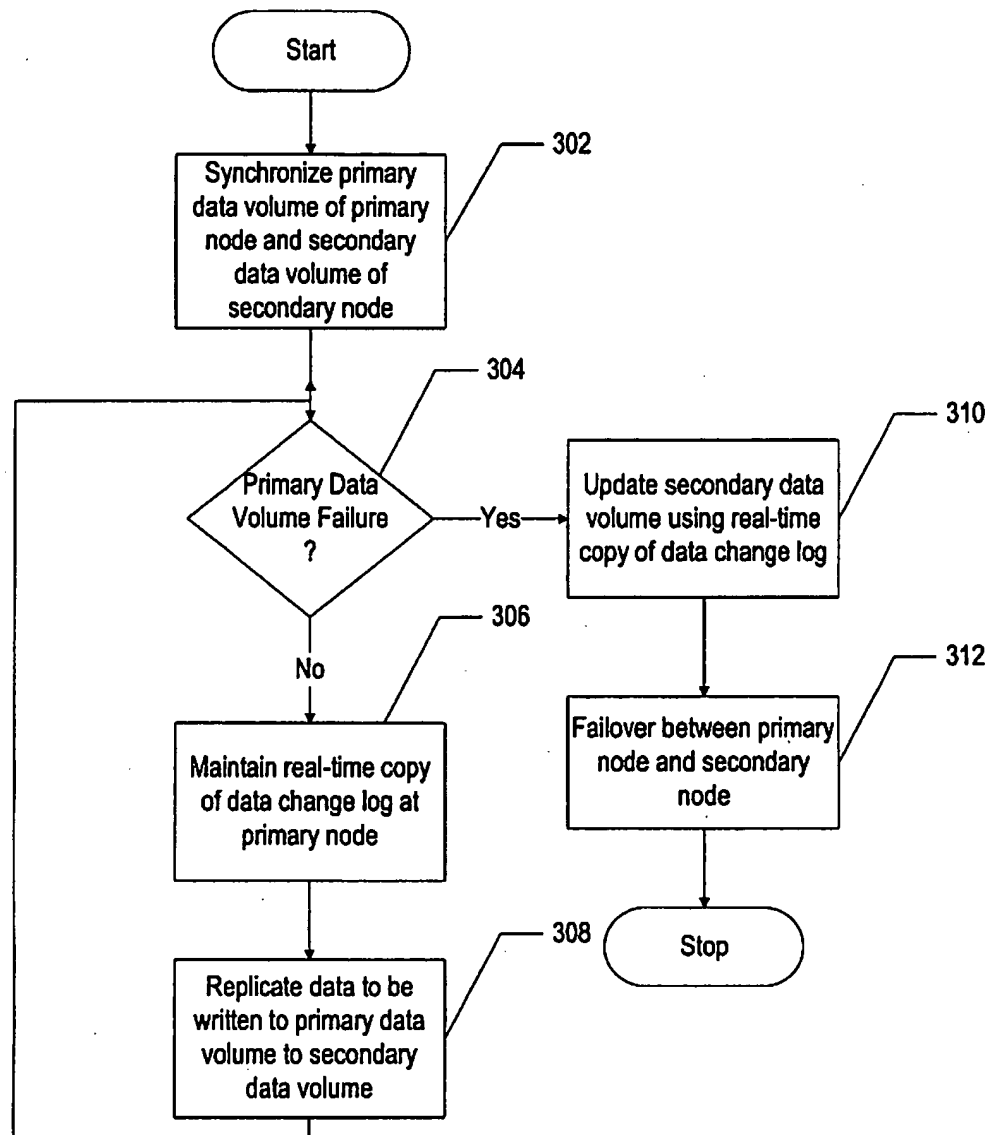 Start
302
Synchronize primary
data volume of primary
node and secondary
data volume of
secondary node
304
Primary Data
Volume Failure
?
Yes
310
Update secondary data
volume using real-time
copy of data change log
No
306
Maintain real-time copy
of data change log at
primary node
312
Failover between primary
node and secondary
node
Stop
308
Replicate data to be
written to primary data
volume to secondary
data volume